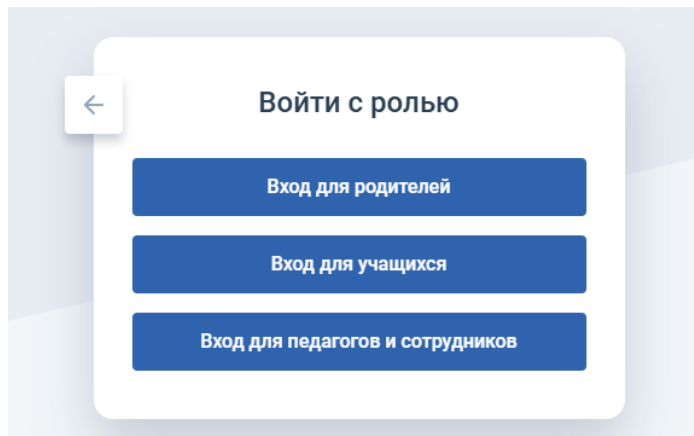 Войти с ролью
Вход для родителей
Вход для учащихся
Вход для педагогов и сотрудников